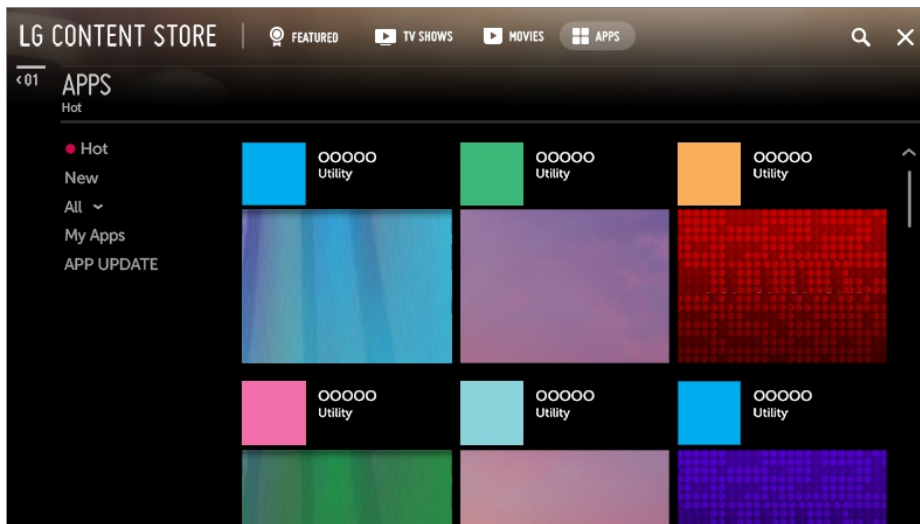 LG CONTENT STORE
FEATURED
TV SHOWS
MOVIES
APPS
<01
APPS
Hot
Hot
New
All
My Apps
APP UPDATE
OOOOO
Utility
OOOOO
Utility
OOOOO
Utility
OOOOO
Utility
OOOOO
Utility
OOOOO
Utility